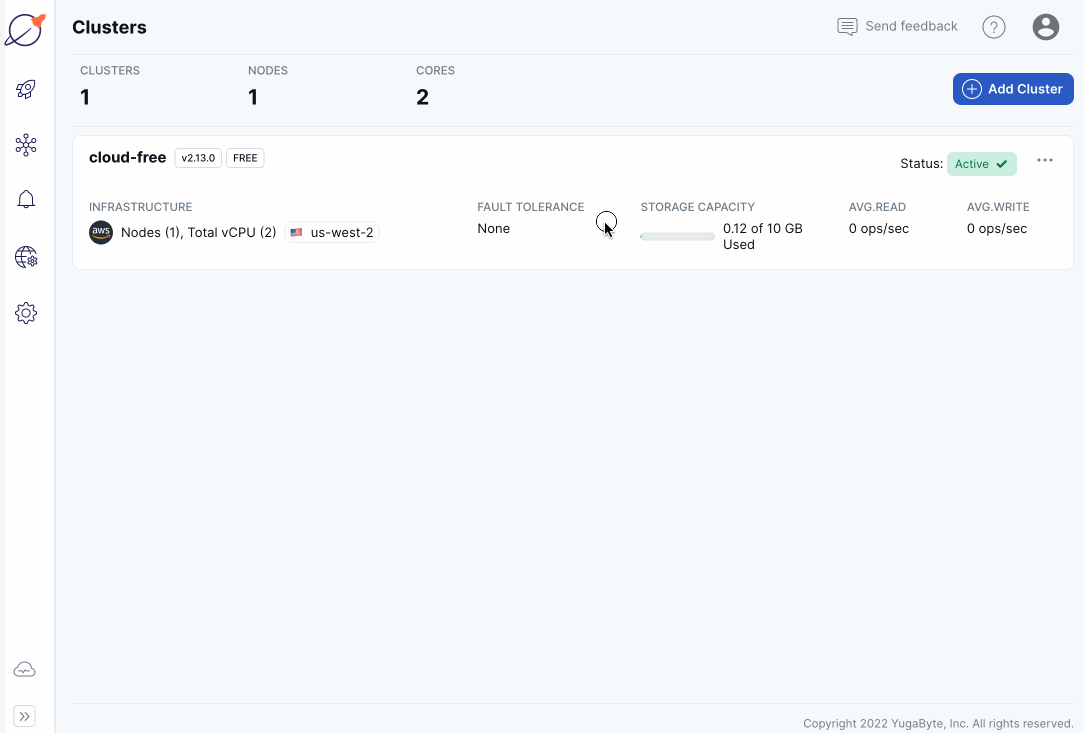 Clusters
Send feedback
?
CLUSTERS
NODES
CORES
1
1
2
Add Cluster
cloud-free
v2.13.0
FREE
Status:
Active
INFRASTRUCTURE
FAULT TOLERANCE
STORAGE CAPACITY
AVG.READ
AVG.WRITE
aws
Nodes (1), Total vCPU (2)
us-west-2
None
0.12 of 10 GB
Used
0 ops/sec
0 ops/sec
Copyright 2022 YugaByte, Inc. All rights reserved.